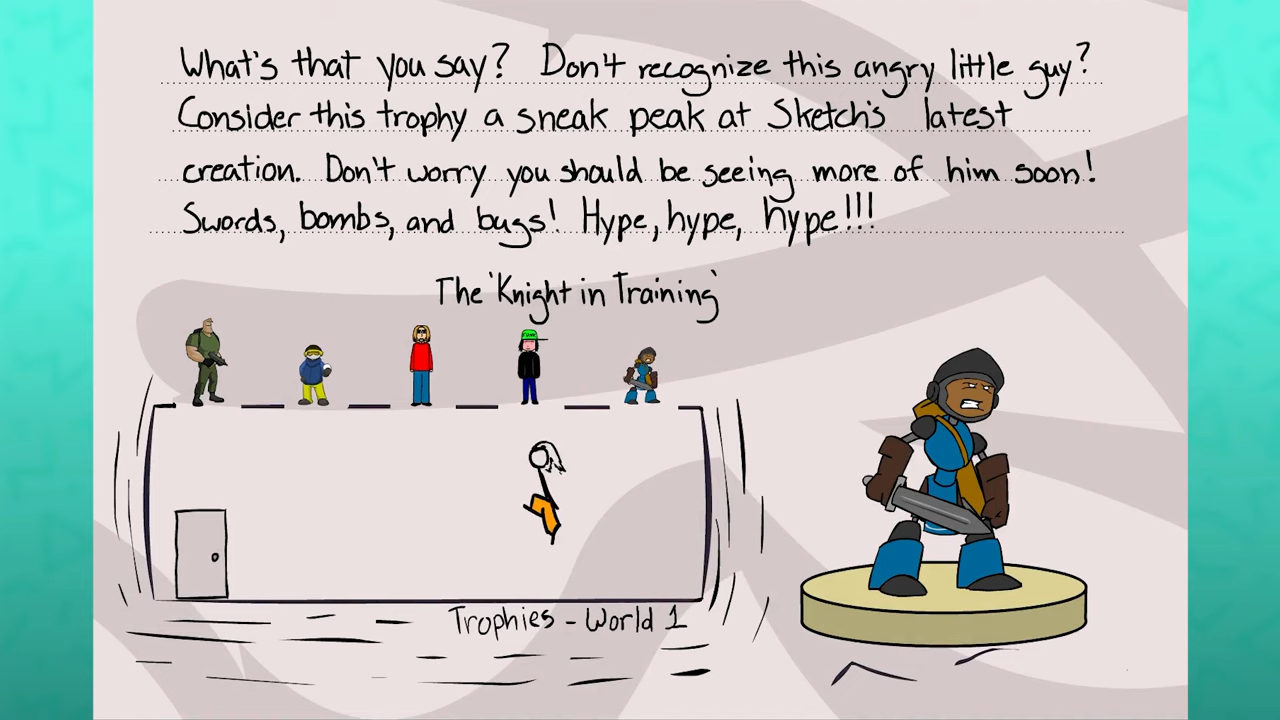 What's that you say? Don't recognize this angry little guy?
Consider this trophy a sneak peak at Sketch's latest
creation. Don't worry you should be seeing more of him soon!
Swords, bombs, and bugs! Hype, hype, hype!!!
The 'Knight in Training'
Trophies - World 1